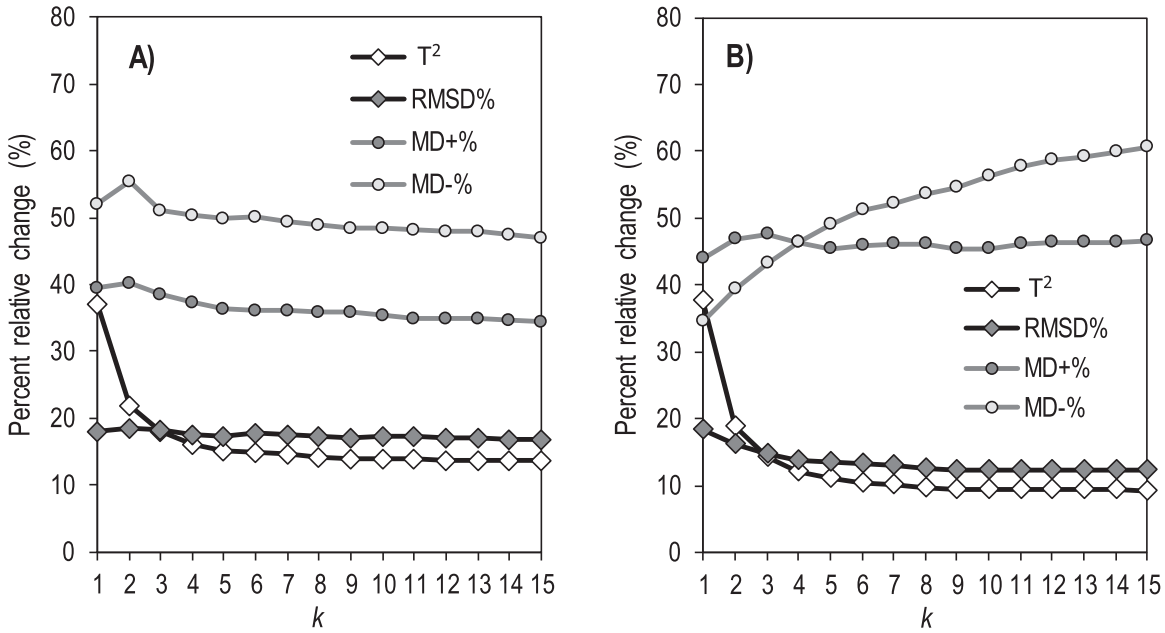 A)
Percent relative change (%)
80
70
60
50
40
30
20
10
0
T²
RMSD%
MD+%
MD-%
1 2 3 4 5 6 7 8 9 10 11 12 13 14 15
k
B)
Percent relative change (%)
80
70
60
50
40
30
20
10
0
T²
RMSD%
MD+%
MD-%
1 2 3 4 5 6 7 8 9 10 11 12 13 14 15
k